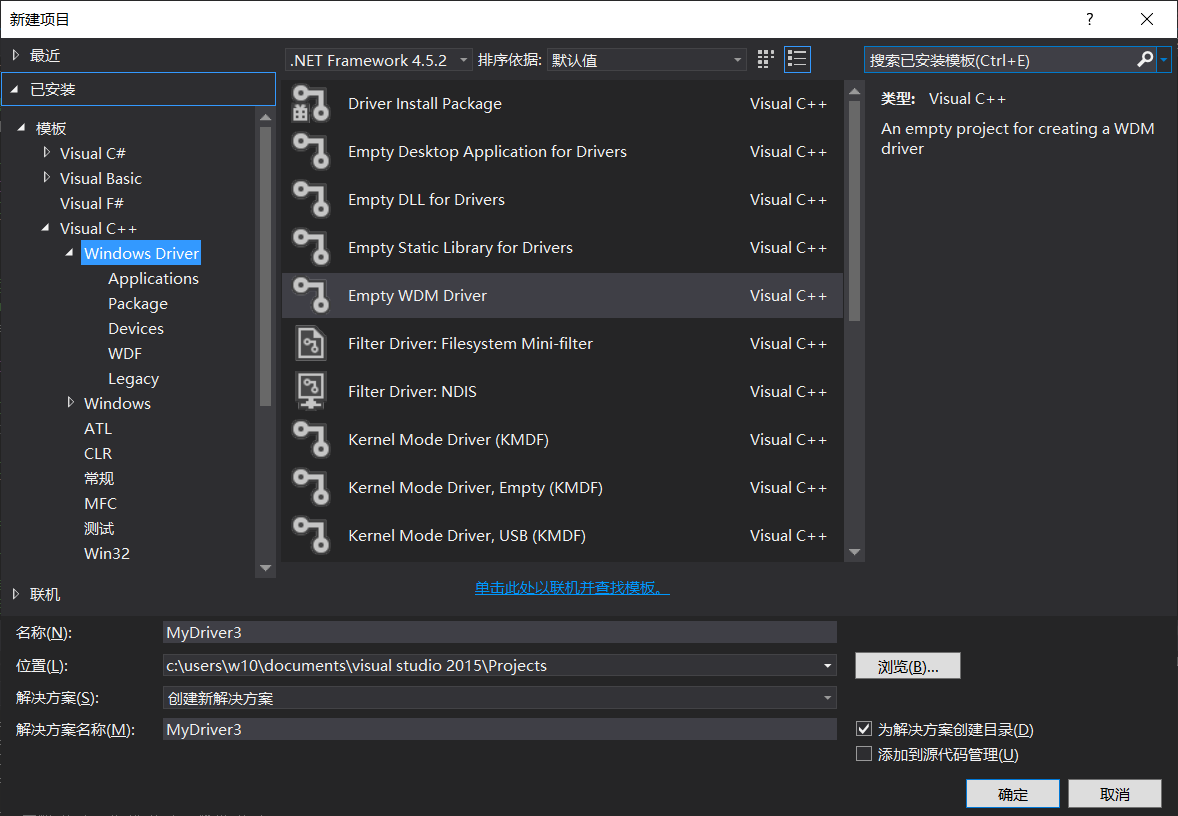 新建项目
?
最近
已安装
模板
Visual C#
Visual Basic
Visual F#
Visual C++
Windows Driver
Applications
Package
Devices
WDF
Legacy
Windows
ATL
CLR
常规
MFC
测试
Win32
联机
.NET Framework 4.5.2 排序依据: 默认值
Driver Install Package Visual C++
Empty Desktop Application for Drivers Visual C++
Empty DLL for Drivers Visual C++
Empty Static Library for Drivers Visual C++
Empty WDM Driver Visual C++
Filter Driver: Filesystem Mini-filter Visual C++
Filter Driver: NDIS Visual C++
Kernel Mode Driver (KMDF) Visual C++
Kernel Mode Driver, Empty (KMDF) Visual C++
Kernel Mode Driver, USB (KMDF) Visual C++
单击此处以联机并查找模板。
搜索已安装模板(Ctrl+E)
类型: Visual C++
An empty project for creating a WDM
driver
名称(N): MyDriver3
位置(L): c:\users\w10\documents\visual studio 2015\Projects 浏览(B)...
解决方案(S): 创建新解决方案
解决方案名称(M): MyDriver3
为解决方案创建目录(D)
添加到源代码管理(U)
确定 取消